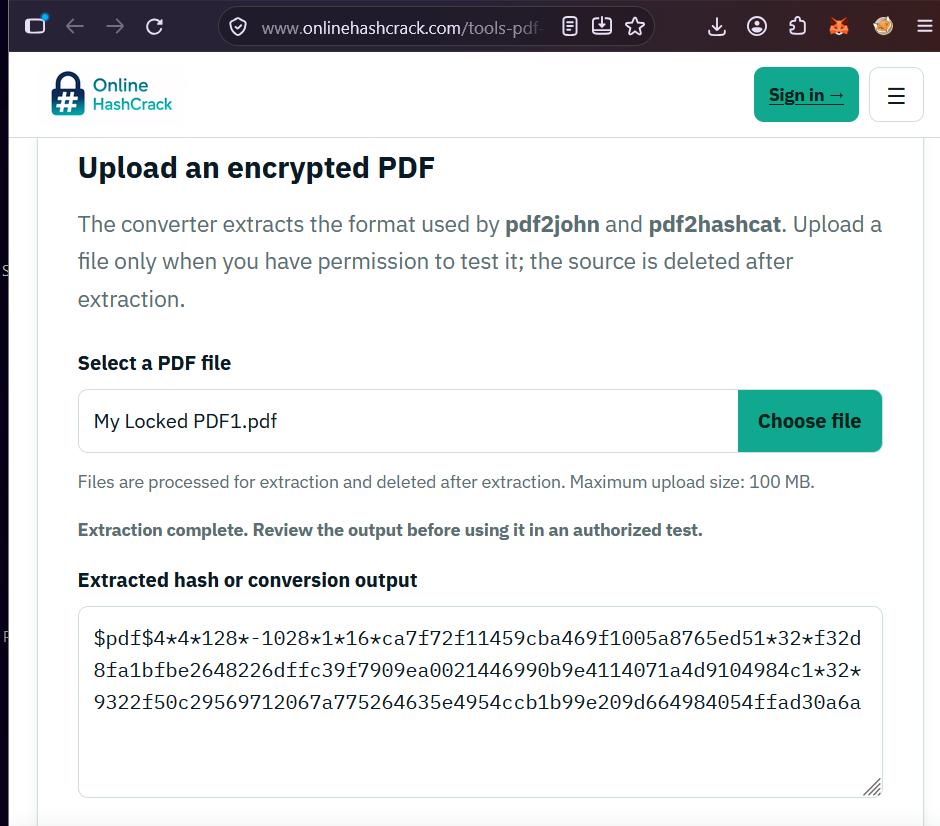 www.onlinehashcrack.com/tools-pdf-
Online
HashCrack
Sign in →
Upload an encrypted PDF
The converter extracts the format used by pdf2john and pdf2hashcat. Upload a
file only when you have permission to test it; the source is deleted after
extraction.
Select a PDF file
My Locked PDF1.pdf
Choose file
Files are processed for extraction and deleted after extraction. Maximum upload size: 100 MB.
Extraction complete. Review the output before using it in an authorized test.
Extracted hash or conversion output
$pdf$4*4*128*-1028*1*16*ca7f72f11459cba469f1005a8765ed51*32*f32d
8fa1bfbe2648226dffc39f7909ea0021446990b9e4114071a4d9104984c1*32*
9322f50c29569712067a775264635e4954ccb1b99e209d664984054ffad30a6a